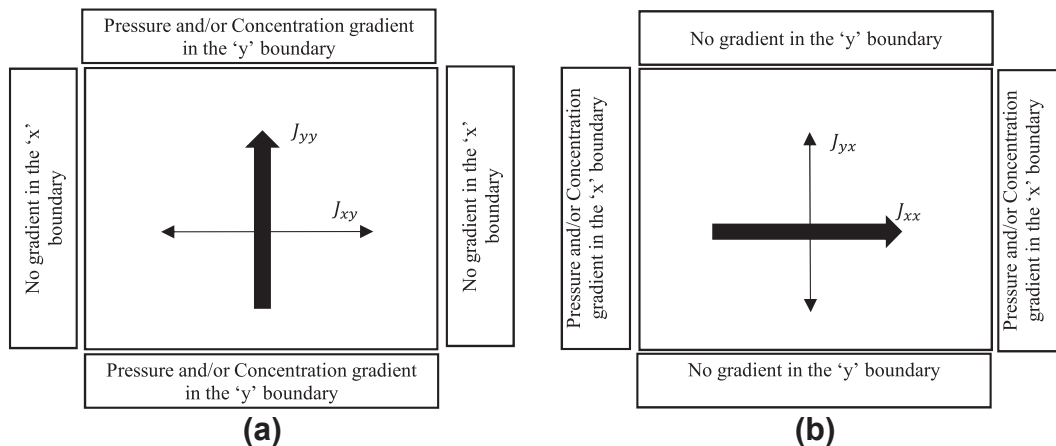 Pressure and/or Concentration gradient
in the ‘y’ boundary
No gradient in the ‘x’
boundary
J_yy
J_xy
No gradient in the ‘x’
boundary
Pressure and/or Concentration gradient
in the ‘y’ boundary
(a)
No gradient in the ‘y’ boundary
Pressure and/or Concentration
gradient in the ‘x’ boundary
J_yx
J_xx
Pressure and/or Concentration
gradient in the ‘x’ boundary
No gradient in the ‘y’ boundary
(b)